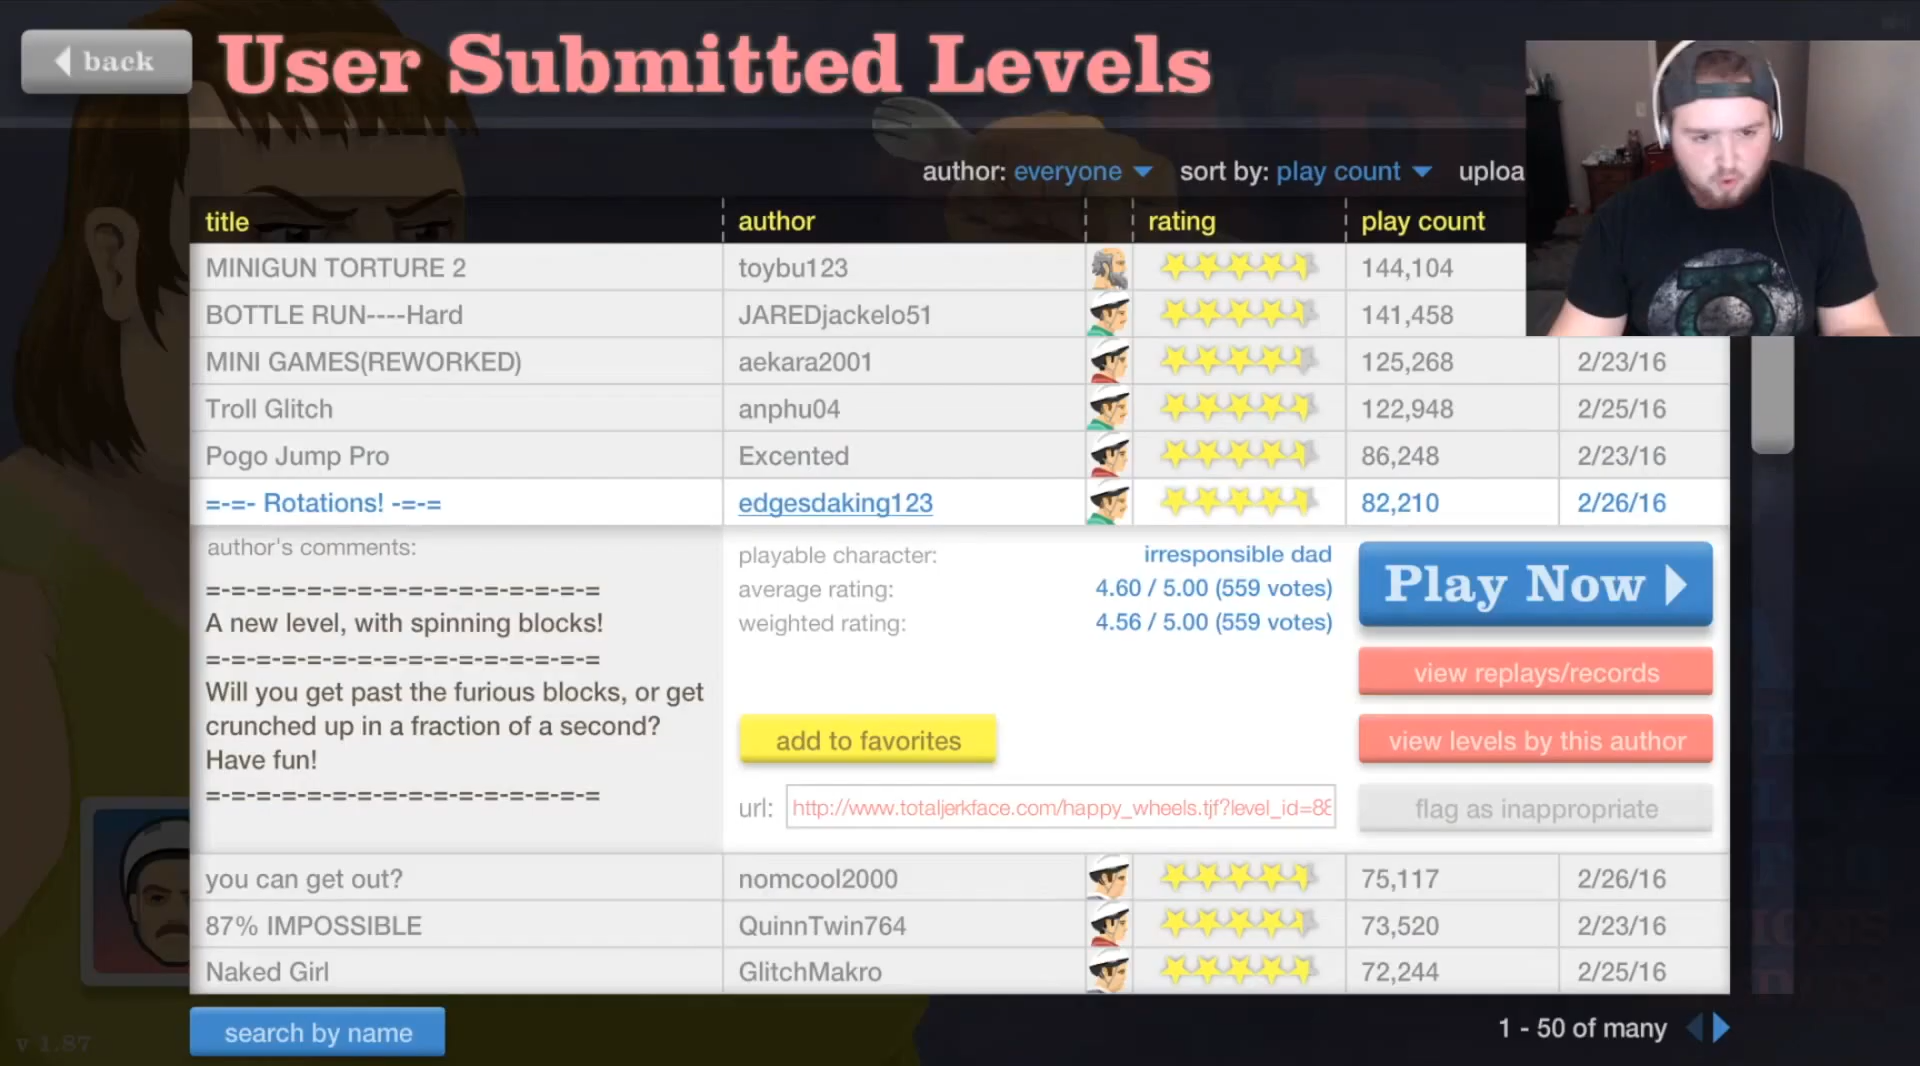 back
User Submitted Levels
author: everyone sort by: play count uploa
title author rating play count
MINIGUN TORTURE 2 toybu123 144,104
BOTTLE RUN----Hard JAREDjackelo51 141,458
MINI GAMES(REWORKED) aekara2001 125,268 2/23/16
Troll Glitch anphu04 122,948 2/25/16
Pogo Jump Pro Excented 86,248 2/23/16
=-=- Rotations! -=-= edgesdaking123 82,210 2/26/16
author's comments:
=-=-=-=-=-=-=-=-=-=-=-=-=-=-=-=
A new level, with spinning blocks!
=-=-=-=-=-=-=-=-=-=-=-=-=-=-=-=
Will you get past the furious blocks, or get
crunched up in a fraction of a second?
Have fun!
=-=-=-=-=-=-=-=-=-=-=-=-=-=-=-=
playable character: irresponsible dad
average rating: 4.60 / 5.00 (559 votes)
weighted rating: 4.56 / 5.00 (559 votes)
add to favorites
url: http://www.totaljerkface.com/happy_wheels.tjf?level_id=88
Play Now
view replays/records
view levels by this author
flag as inappropriate
you can get out? nomcool2000 75,117 2/26/16
87% IMPOSSIBLE QuinnTwin764 73,520 2/23/16
Naked Girl GlitchMakro 72,244 2/25/16
search by name
1 - 50 of many
v 1.87